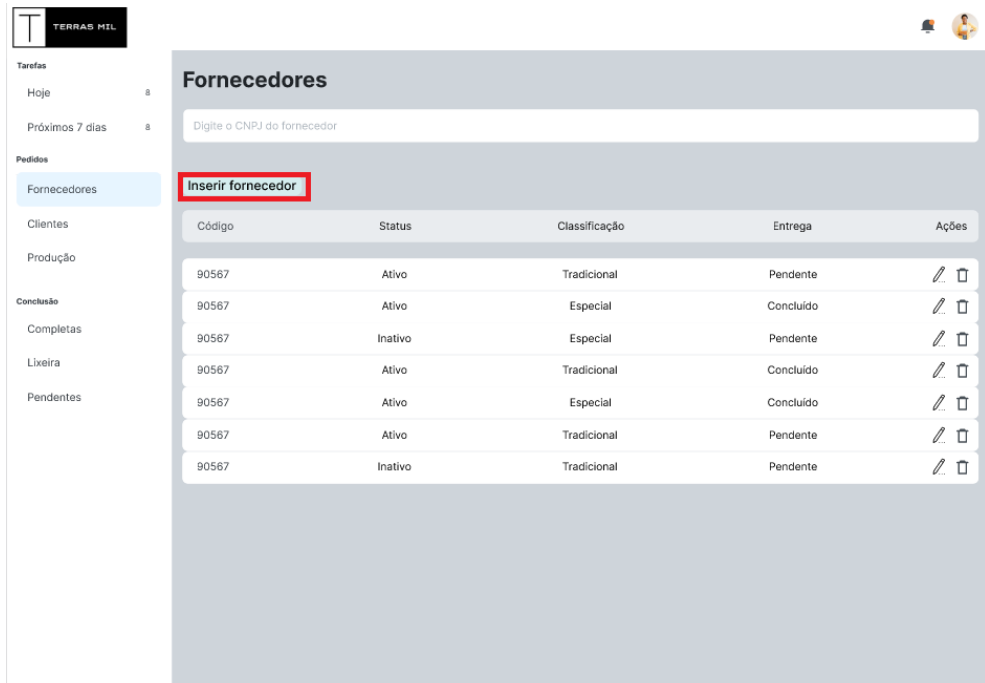 T TERRAS MIL
Tarefas
Hoje 8
Próximos 7 dias 8
Pedidos
Fornecedores
Clientes
Produção
Conclusão
Completas
Lixeira
Pendentes
Fornecedores
Digite o CNPJ do fornecedor
Inserir fornecedor
Código Status Classificação Entrega Ações
90567 Ativo Tradicional Pendente
90567 Ativo Especial Concluído
90567 Inativo Especial Pendente
90567 Ativo Tradicional Concluído
90567 Ativo Especial Concluído
90567 Ativo Tradicional Pendente
90567 Inativo Tradicional Pendente